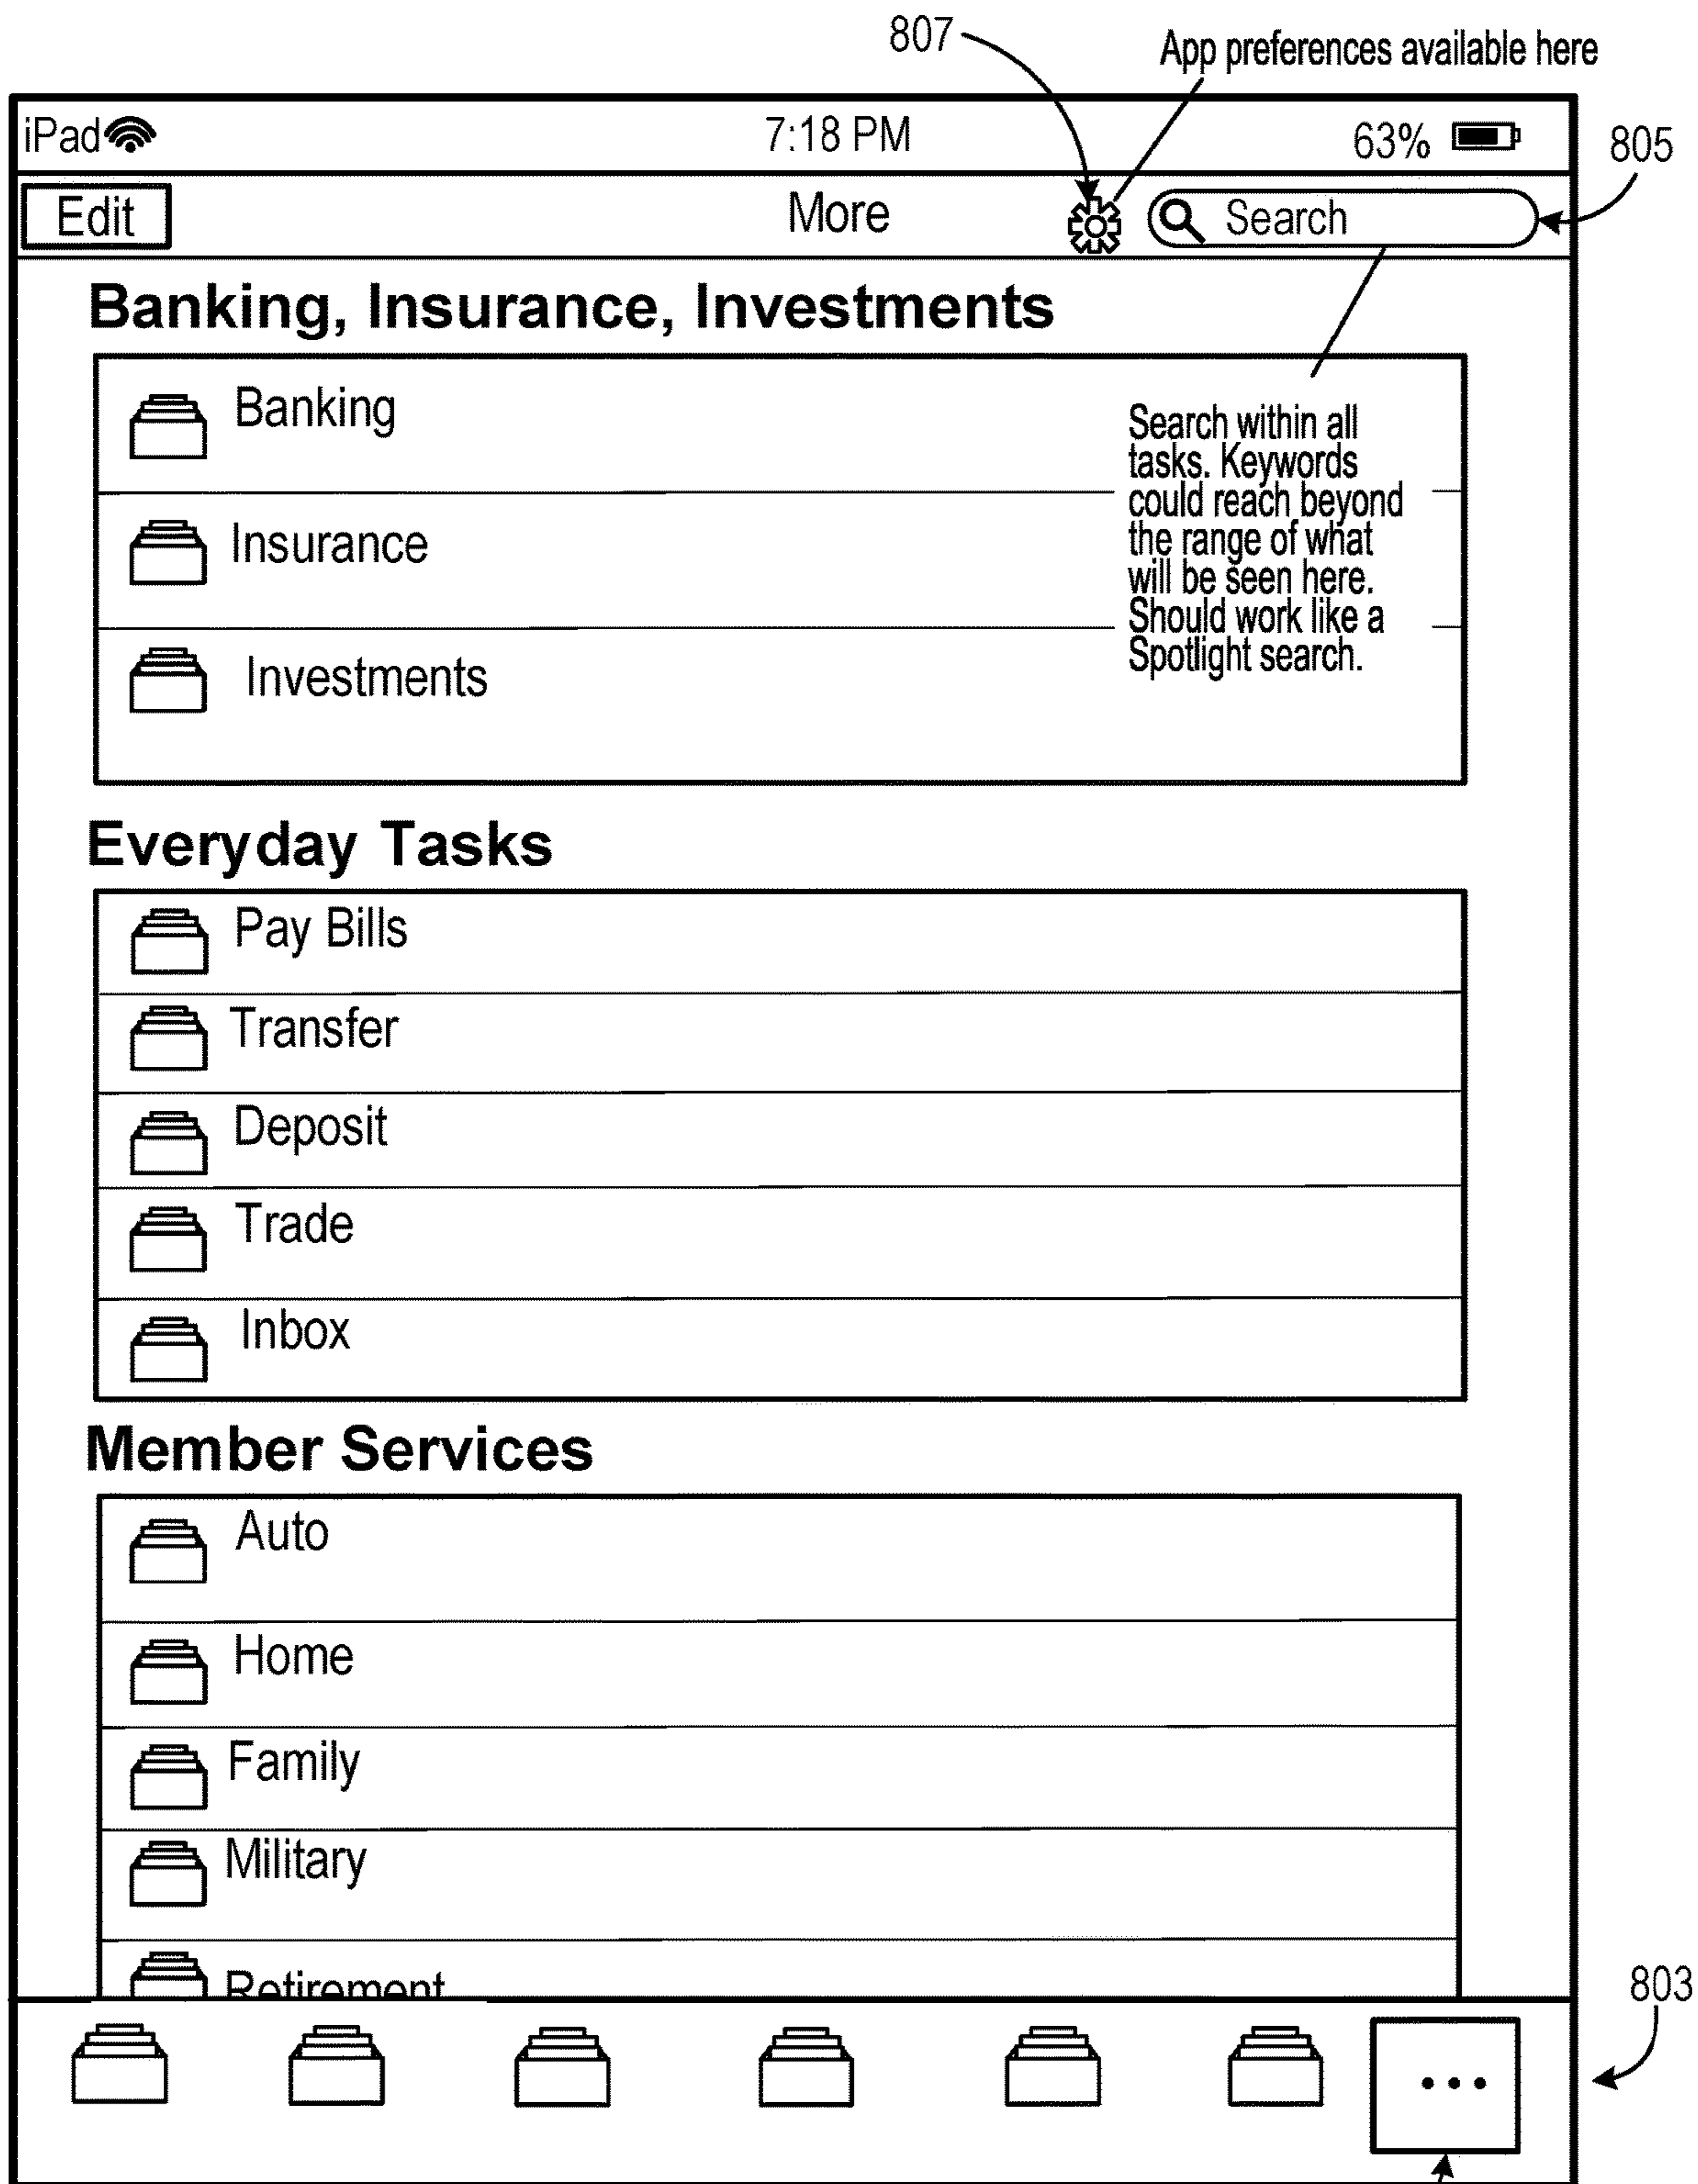 807
App preferences available here
iPad 7:18 PM 63%
805
Edit More Search
Banking, Insurance, Investments
Banking
Insurance
Investments
Search within all
tasks. Keywords
could reach beyond
the range of what
will be seen here.
Should work like a
Spotlight search.
Everyday Tasks
Pay Bills
Transfer
Deposit
Trade
Inbox
Member Services
Auto
Home
Family
Military
Retirement
803
...